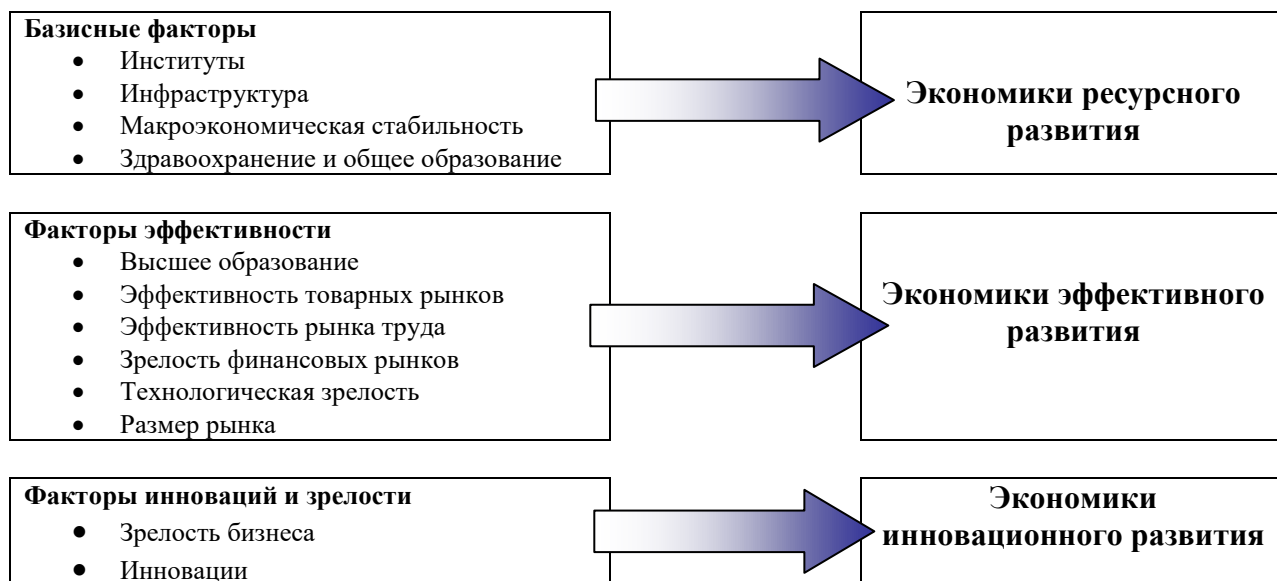 Базисные факторы
• Институты
• Инфраструктура
• Макроэкономическая стабильность
• Здравоохранение и общее образование
Экономики ресурсного
развития
Факторы эффективности
• Высшее образование
• Эффективность товарных рынков
• Эффективность рынка труда
• Зрелость финансовых рынков
• Технологическая зрелость
• Размер рынка
Экономики эффективного
развития
Факторы инноваций и зрелости
• Зрелость бизнеса
• Инновации
Экономики
инновационного развития